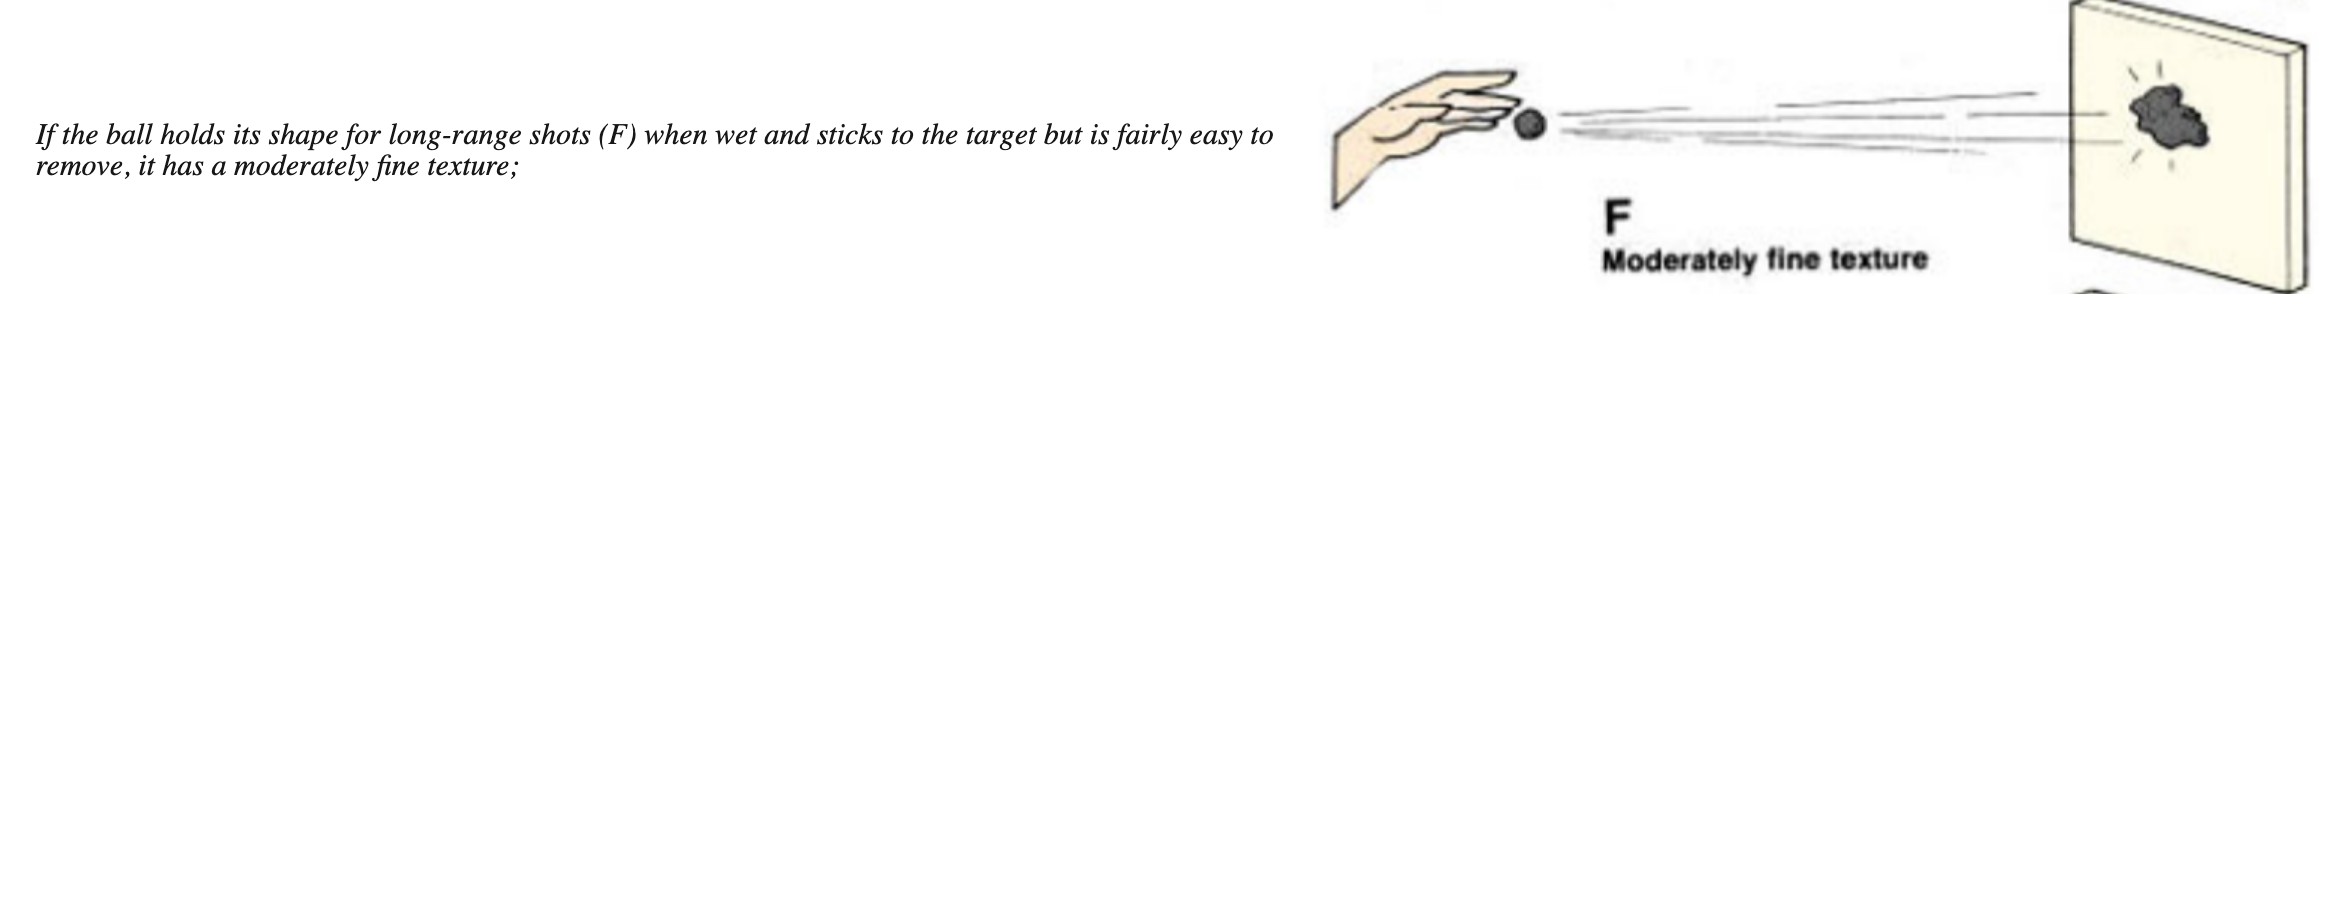 If the ball holds its shape for long-range shots (F) when wet and sticks to the target but is fairly easy to
remove, it has a moderately fine texture;
F
Moderately fine texture